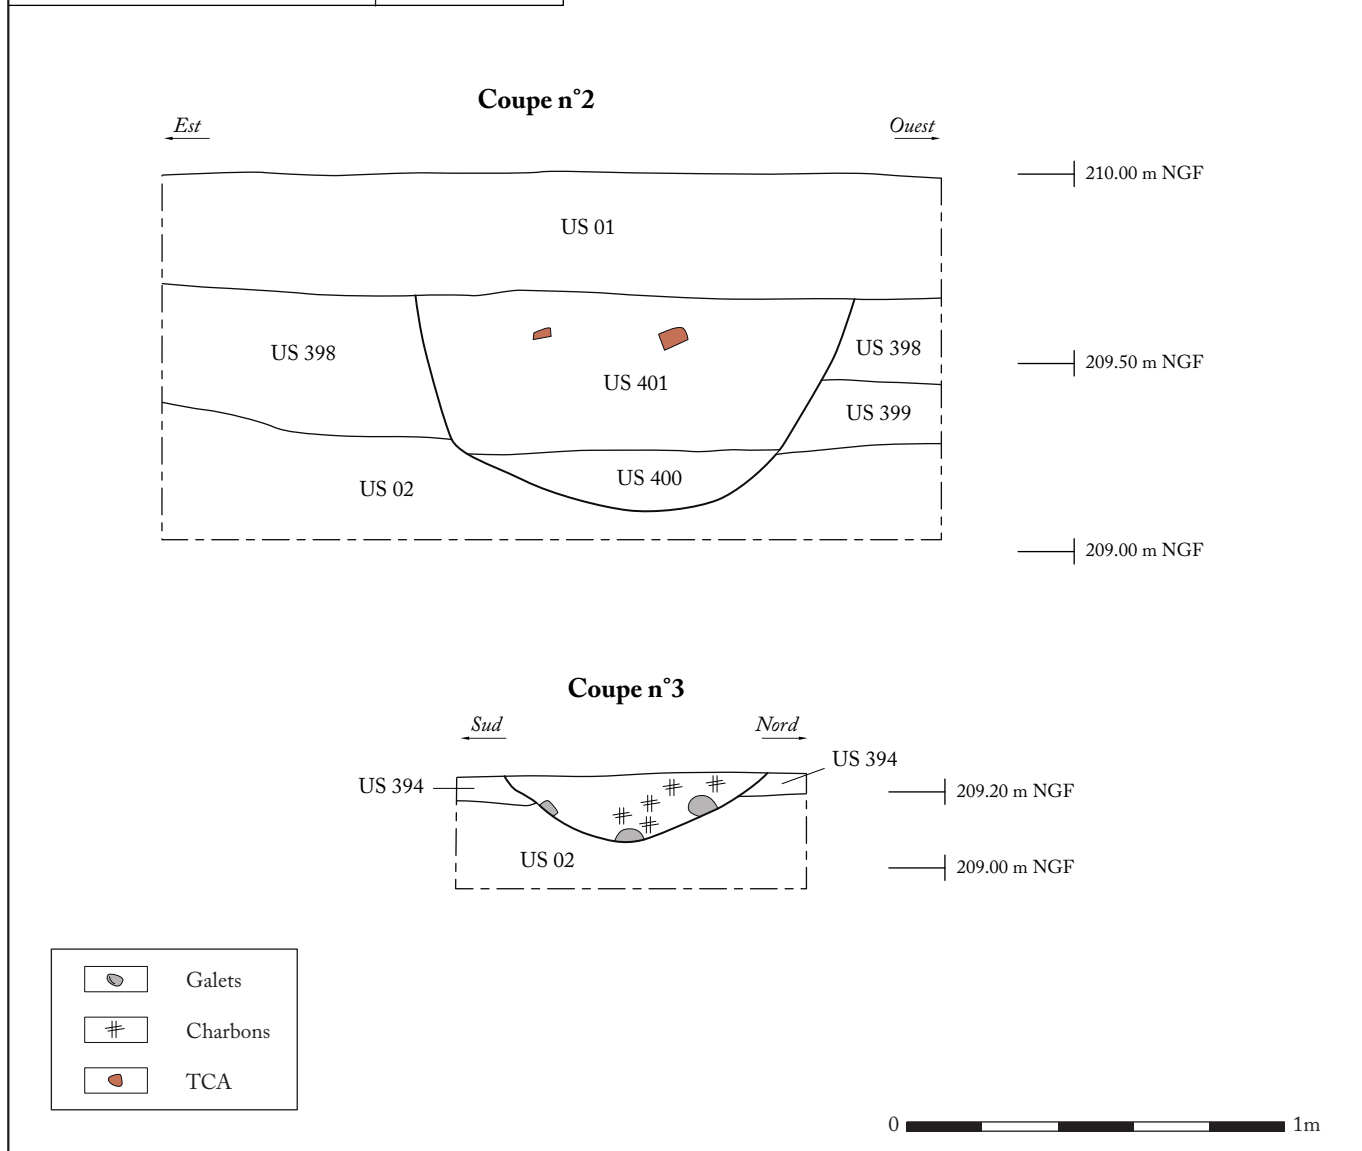 Coupe n°2
Est
Ouest
210.00 m NGF
US 01
US 398
US 401
US 398
209.50 m NGF
US 399
US 400
US 02
209.00 m NGF
Coupe n°3
Sud
Nord
US 394
US 394
209.20 m NGF
US 02
209.00 m NGF
Galets
Charbons
TCA
0
1m